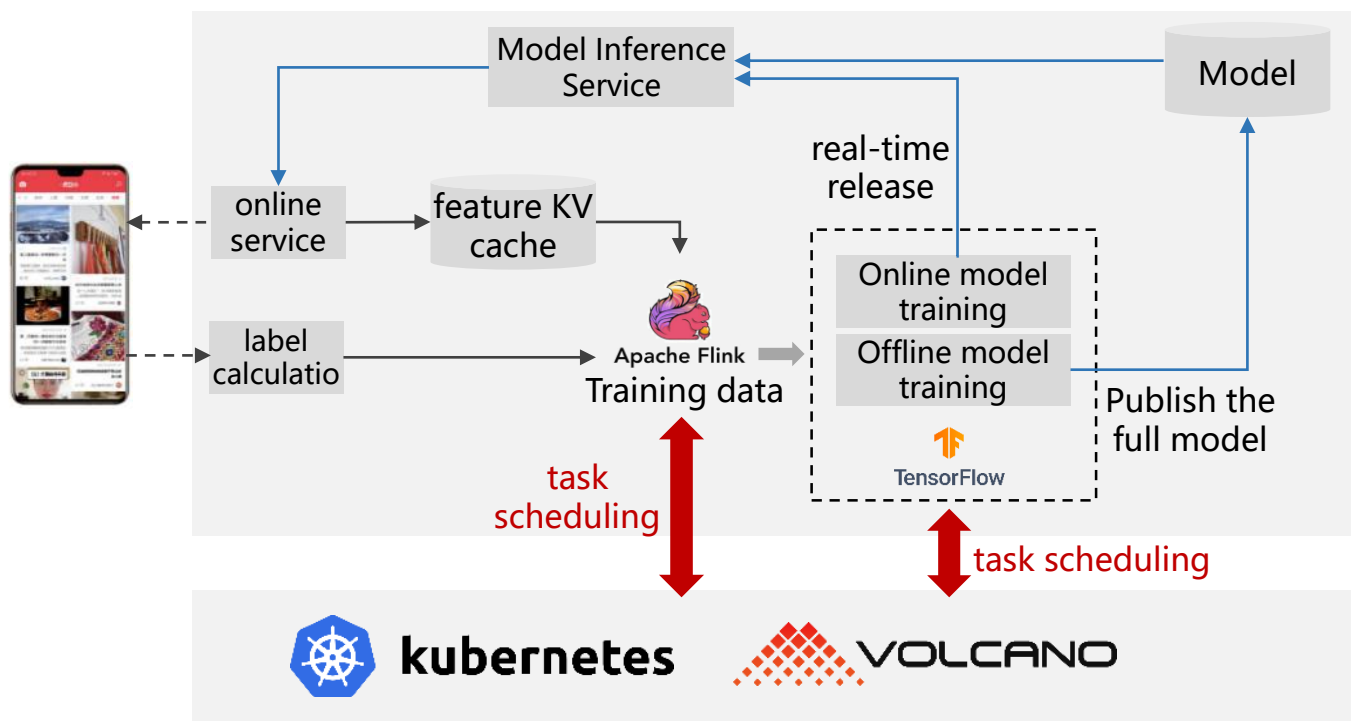 Model Inference
Service
Model
real-time
release
online
service
feature KV
cache
Online model
training
label
calculatio
Apache Flink
Training data
Offline model
training
Publish the
full model
TensorFlow
task
scheduling
task scheduling
kubernetes
VOLCANO